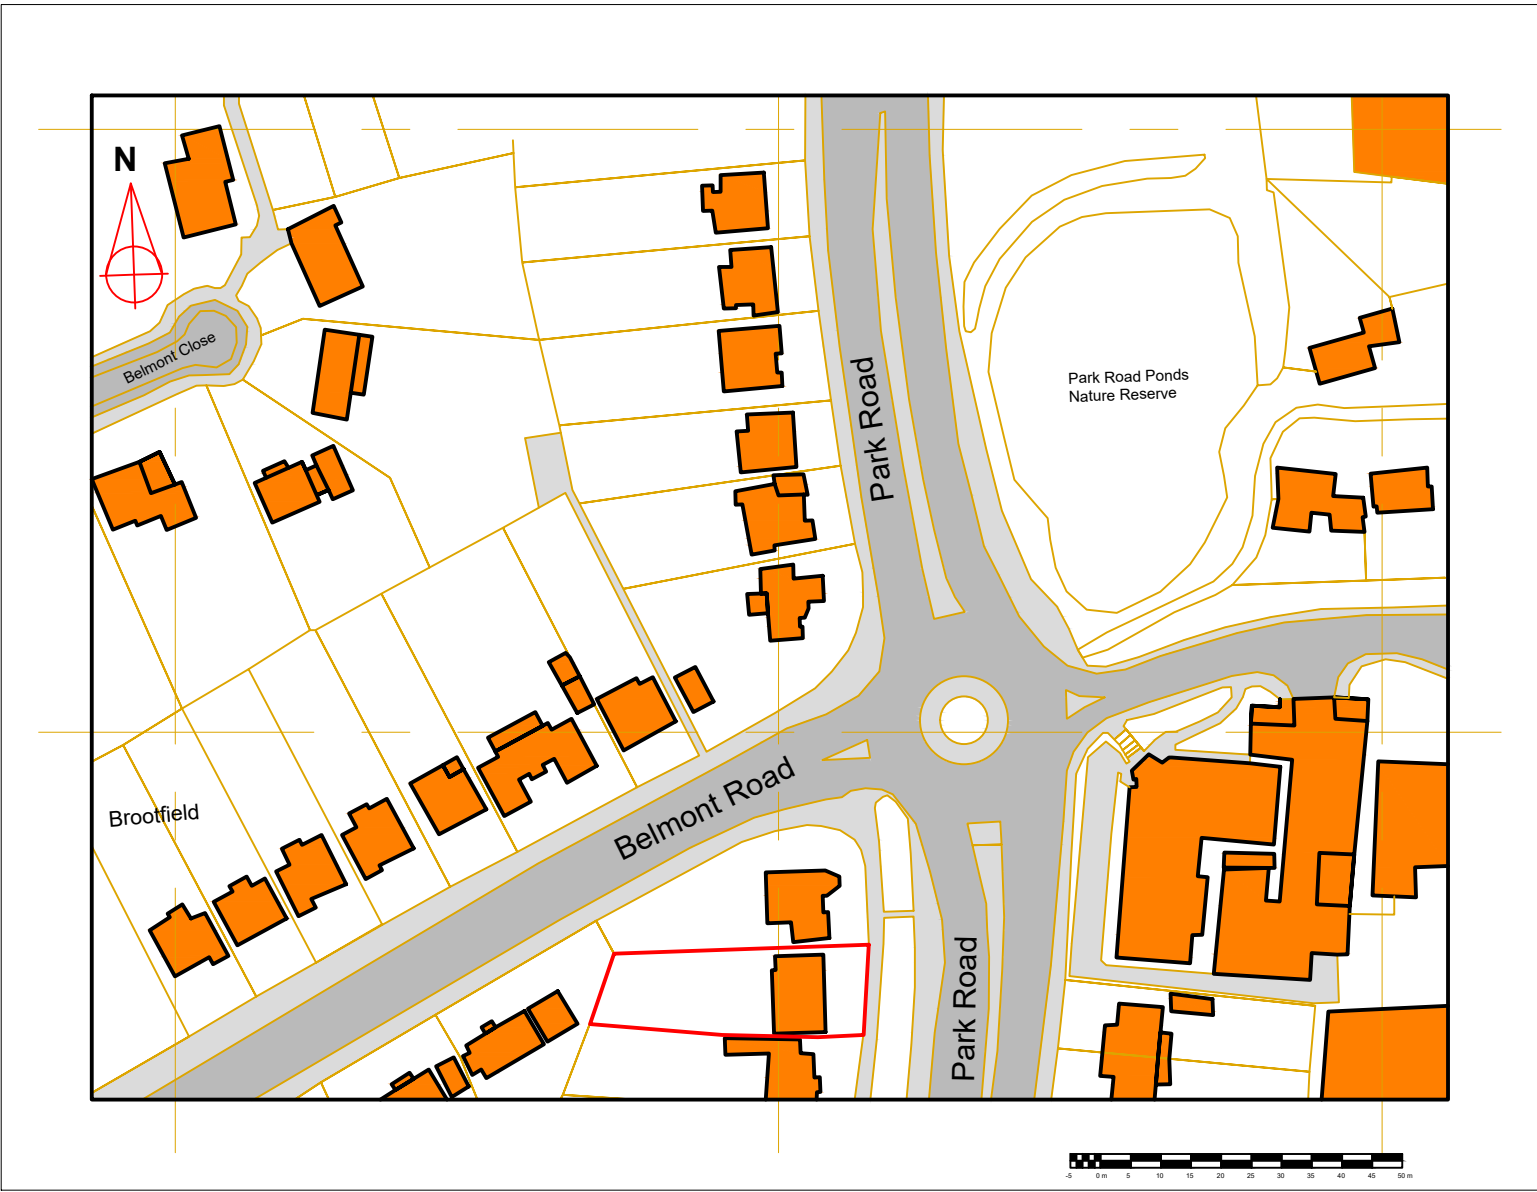 N
Belmont Close
Park Road
Park Road Ponds
Nature Reserve
Brootfield
Belmont Road
Park Road
-5 0 m 5 10 15 20 25 30 35 40 45 50 m